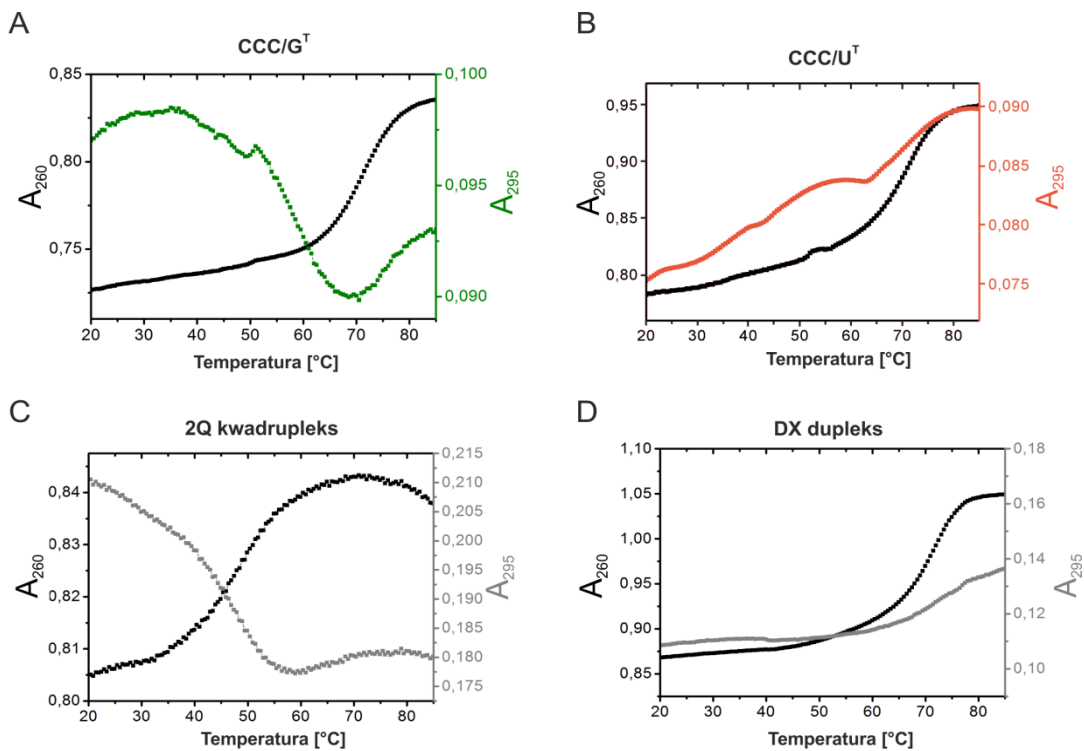 A
CCC/Gᵀ
0,85
0,80
0,75
A₂₆₀
0,100
0,095
0,090
A₂₉₅
20 30 40 50 60 70 80
Temperatura [°C]
B
CCC/Uᵀ
0,95
0,90
0,85
0,80
A₂₆₀
0,090
0,085
0,080
0,075
A₂₉₅
20 30 40 50 60 70 80
Temperatura [°C]
C
2Q kwadrupleks
0,84
0,83
0,82
0,81
0,80
A₂₆₀
0,215
0,210
0,205
0,200
0,195
0,190
0,185
0,180
0,175
A₂₉₅
20 30 40 50 60 70 80
Temperatura [°C]
D
DX dupleks
1,10
1,05
1,00
0,95
0,90
0,85
A₂₆₀
0,18
0,16
0,14
0,12
0,10
A₂₉₅
20 30 40 50 60 70 80
Temperatura [°C]